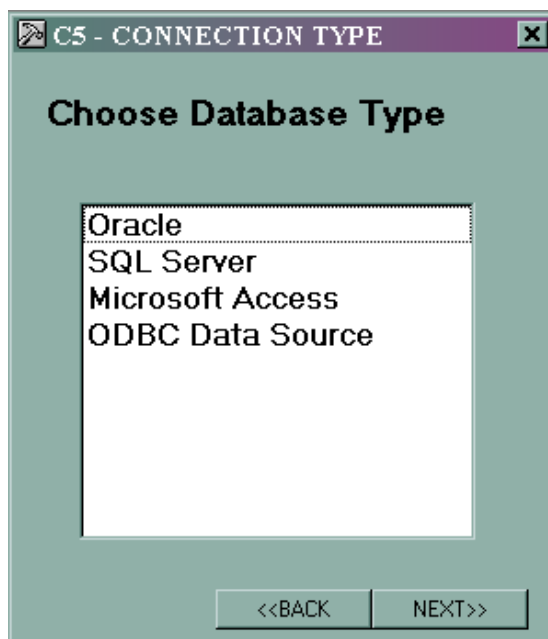 C5 - CONNECTION TYPE
Choose Database Type
Oracle
SQL Server
Microsoft Access
ODBC Data Source
<<BACK NEXT>>